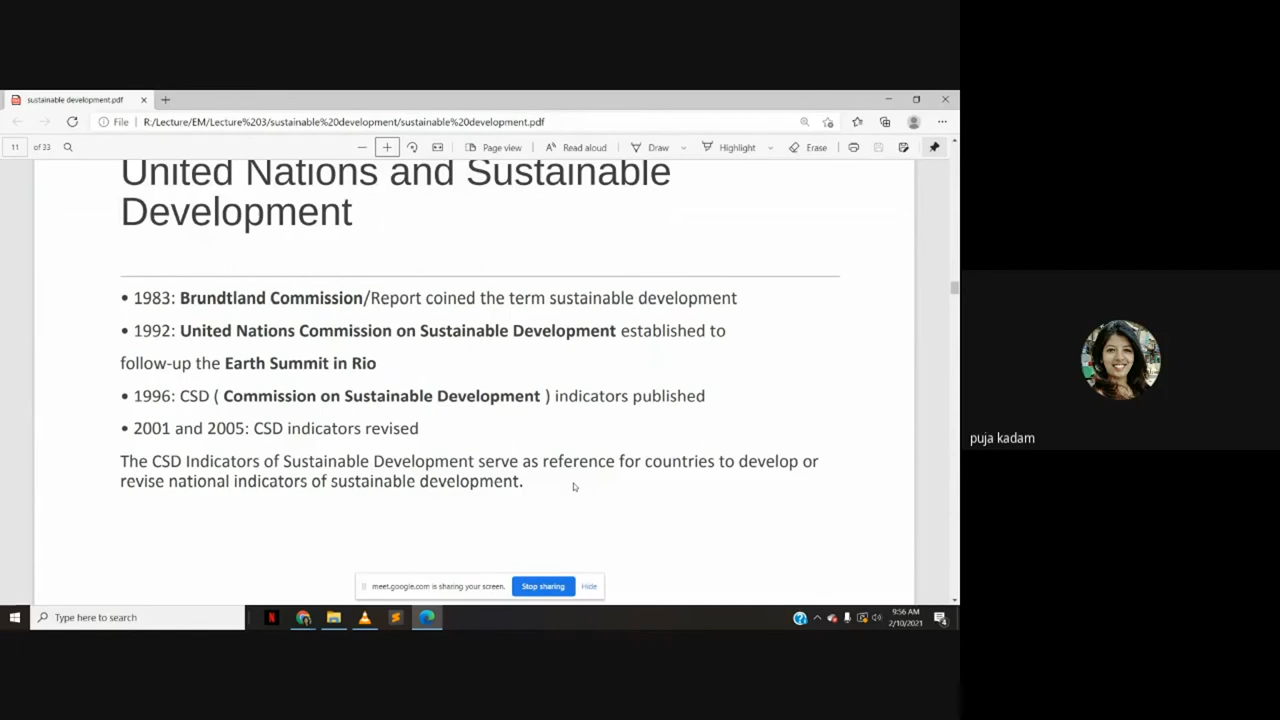 sustainable development.pdf
File R:/Lecture/EM/Lecture%203/sustainable%20development/sustainable%20development.pdf
11 of 33 Page view Read aloud Draw Highlight Erase
United Nations and Sustainable
Development
• 1983: Brundtland Commission/Report coined the term sustainable development
• 1992: United Nations Commission on Sustainable Development established to
follow-up the Earth Summit in Rio
• 1996: CSD ( Commission on Sustainable Development ) indicators published
• 2001 and 2005: CSD indicators revised
The CSD Indicators of Sustainable Development serve as reference for countries to develop or
revise national indicators of sustainable development.
puja kadam
meet.google.com is sharing your screen. Stop sharing Hide
Type here to search
9:56 AM
2/10/2021